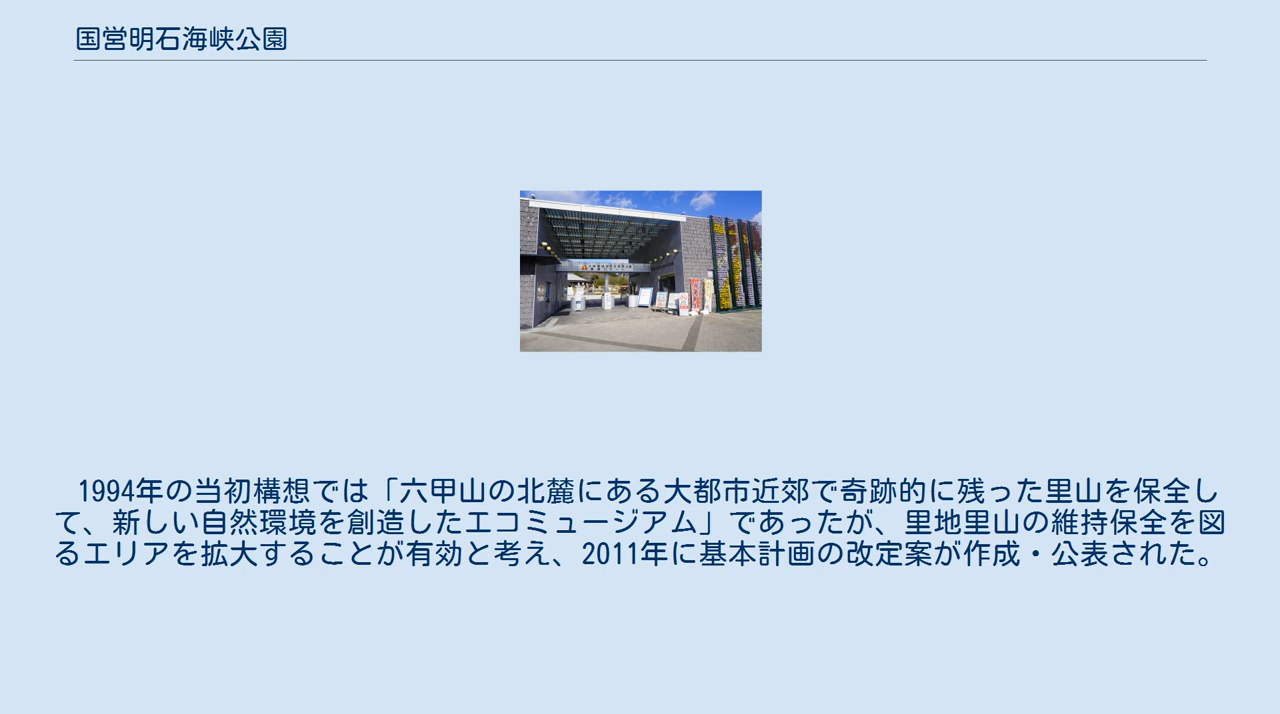 国営明石海峡公園
1994年の当初構想では「六甲山の北麓にある大都市近郊で奇跡的に残った里山を保全し
て、新しい自然環境を創造したエコミュージアム」であったが、里地里山の維持保全を図
るエリアを拡大することが有効と考え、2011年に基本計画の改定案が作成・公表された。